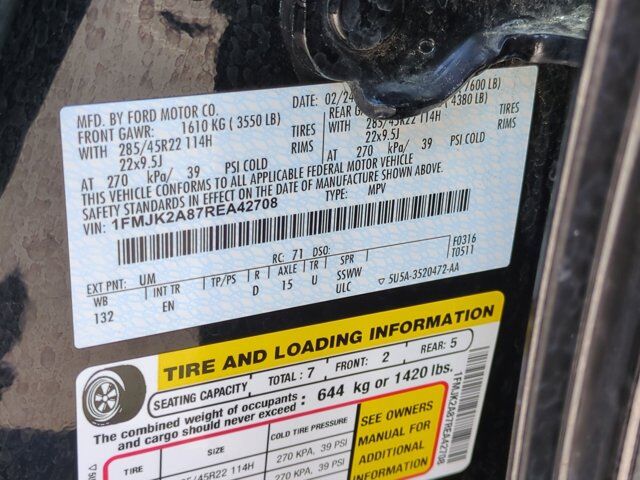 MFD. BY FORD MOTOR CO.
DATE: 02/24
7600 LB)
FRONT GAWR: 1610 KG ( 3550 LB)
REAR G
( 4380 LB)
WITH 285/45R22 114H TIRES
WITH 285/45R22 114H TIRES
22x9.5J RIMS
22x9.5J RIMS
AT 270 kPa/ 39 PSI COLD
AT 270 kPa/ 39 PSI COLD
THIS VEHICLE CONFORMS TO ALL APPLICABLE FEDERAL MOTOR VEHICLE
SAFETY STANDARDS IN EFFECT ON THE DATE OF MANUFACTURE SHOWN ABOVE.
VIN: 1FMJK2A87REA42708
TYPE: MPV
F0316
T0511
EXT PNT: UM RC: 71 DSO:
WB INT TR TP/PS R AXLE TR SPR
132 EN D 15 U SSWW
ULC ▽ 5U5A-3520472-AA
TIRE AND LOADING INFORMATION
SEATING CAPACITY TOTAL : 7 FRONT: 2 REAR: 5
The combined weight of occupants and cargo should never exceed : 644 kg or 1420 lbs.
TIRE SIZE COLD TIRE PRESSURE
/45R22 114H 270 KPA, 39 PSI
270 KPA, 39 PSI
SEE OWNERS
MANUAL FOR
ADDITIONAL
INFORMATION
1FMJK2A87REA42708